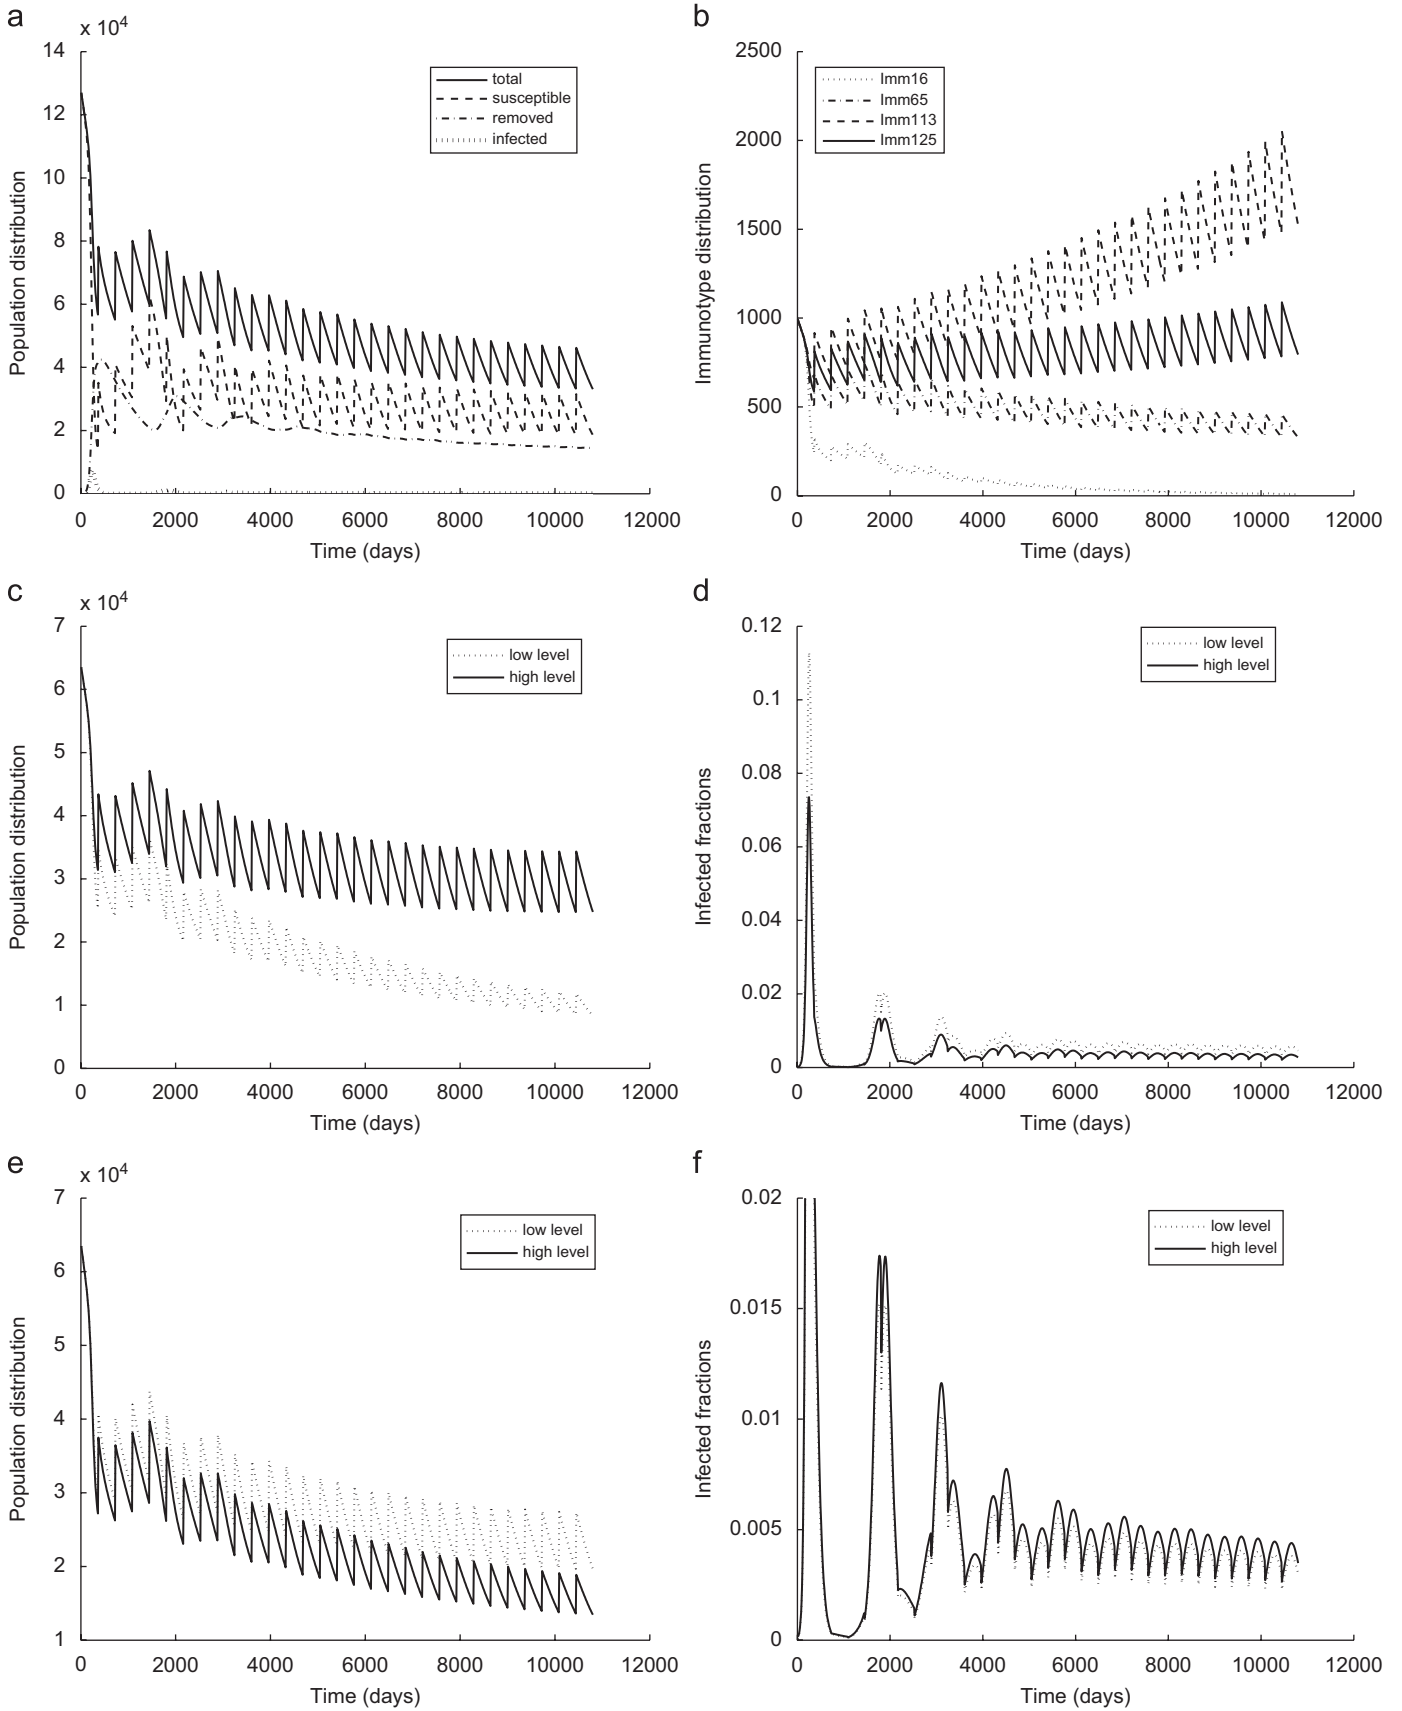 a
x 10^4
Population distribution
14
12
10
8
6
4
2
0
total
susceptible
removed
infected
0 2000 4000 6000 8000 10000 12000
Time (days)
b
Immunotype distribution
2500
2000
1500
1000
500
0
Imm16
Imm65
Imm113
Imm125
0 2000 4000 6000 8000 10000 12000
Time (days)
c
x 10^4
Population distribution
7
6
5
4
3
2
1
0
low level
high level
0 2000 4000 6000 8000 10000 12000
Time (days)
d
Infected fractions
0.12
0.1
0.08
0.06
0.04
0.02
0
low level
high level
0 2000 4000 6000 8000 10000 12000
Time (days)
e
x 10^4
Population distribution
7
6
5
4
3
2
1
low level
high level
0 2000 4000 6000 8000 10000 12000
Time (days)
f
Infected fractions
0.02
0.015
0.01
0.005
0
low level
high level
0 2000 4000 6000 8000 10000 12000
Time (days)